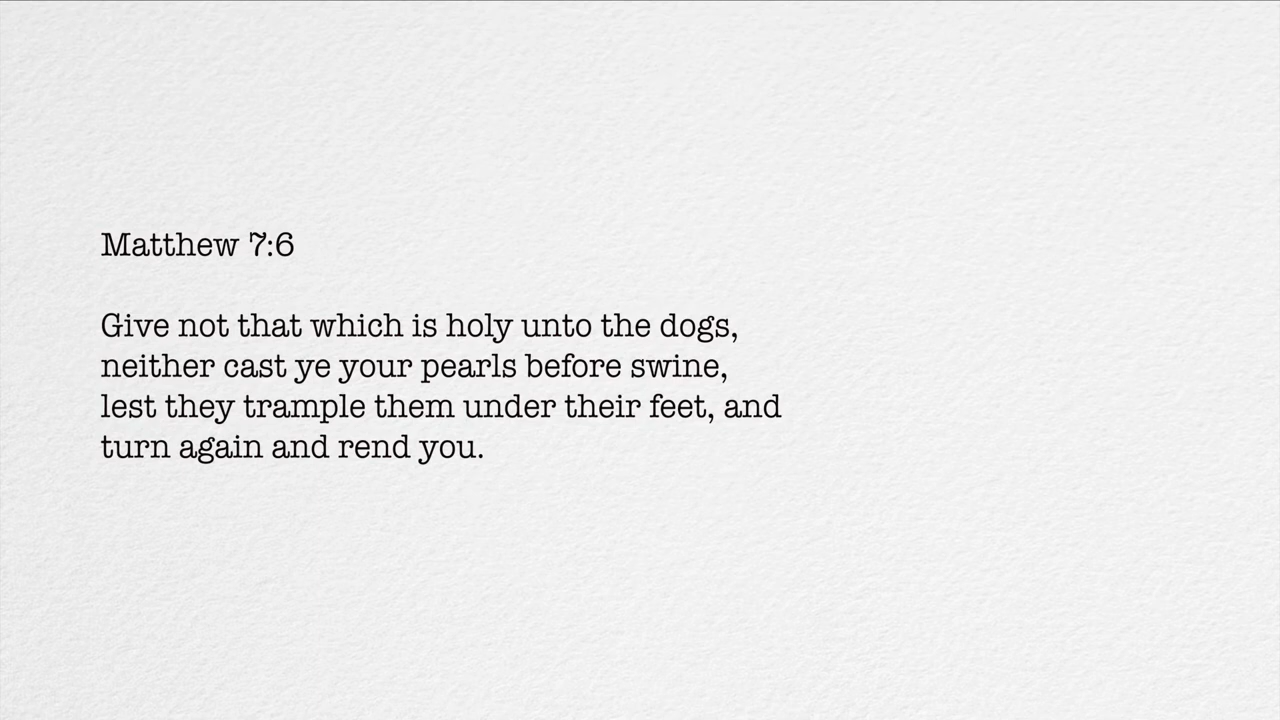 Matthew 7:6
Give not that which is holy unto the dogs,
neither cast ye your pearls before swine,
lest they trample them under their feet, and
turn again and rend you.